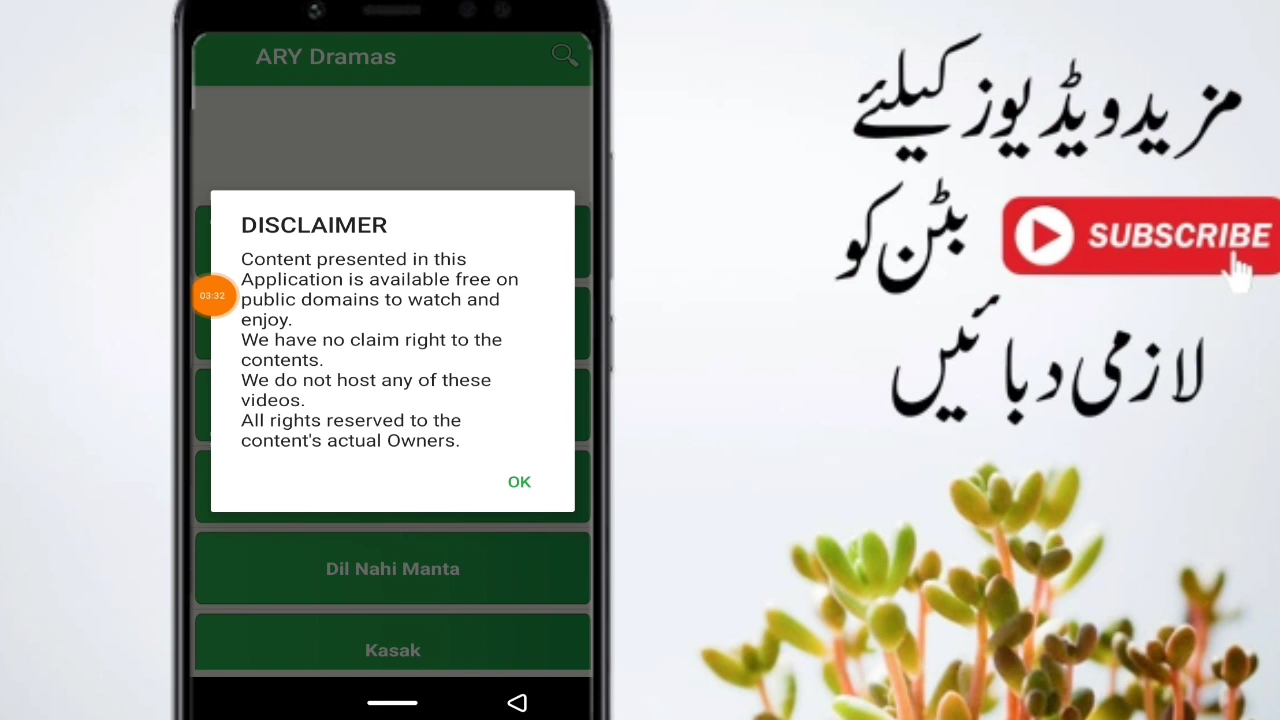 ARY Dramas
DISCLAIMER
Content presented in this
Application is available free on
public domains to watch and
enjoy.
We have no claim right to the
contents.
We do not host any of these
videos.
All rights reserved to the
content's actual Owners.
OK
03:32
Dil Nahi Manta
Kasak
مزید ویڈیوز کیلئے
SUBSCRIBE بٹن کو
لازمی دبائیں